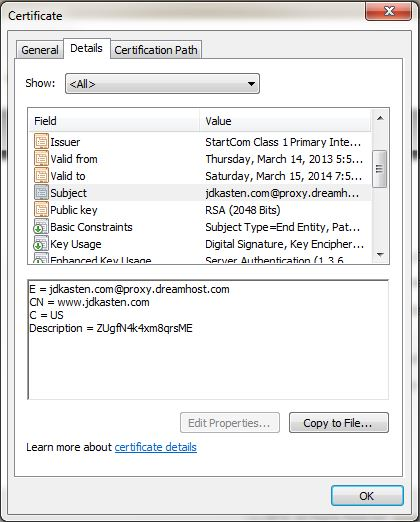 Certificate
General Details Certification Path
Show: <All>
Field Value
Issuer StartCom Class 1 Primary Inte...
Valid from Thursday, March 14, 2013 5:5...
Valid to Saturday, March 15, 2014 7:5...
Subject jdkasten.com@proxy.dreamh...
Public key RSA (2048 Bits)
Basic Constraints Subject Type=End Entity, Pat...
Key Usage Digital Signature, Key Encipher...
Server Authentication (1.3.6
E = jdkasten.com@proxy.dreamhost.com
CN = www.jdkasten.com
C = US
Description = ZUgfN4k4xm8qrsME
Edit Properties... Copy to File...
Learn more about certificate details
OK